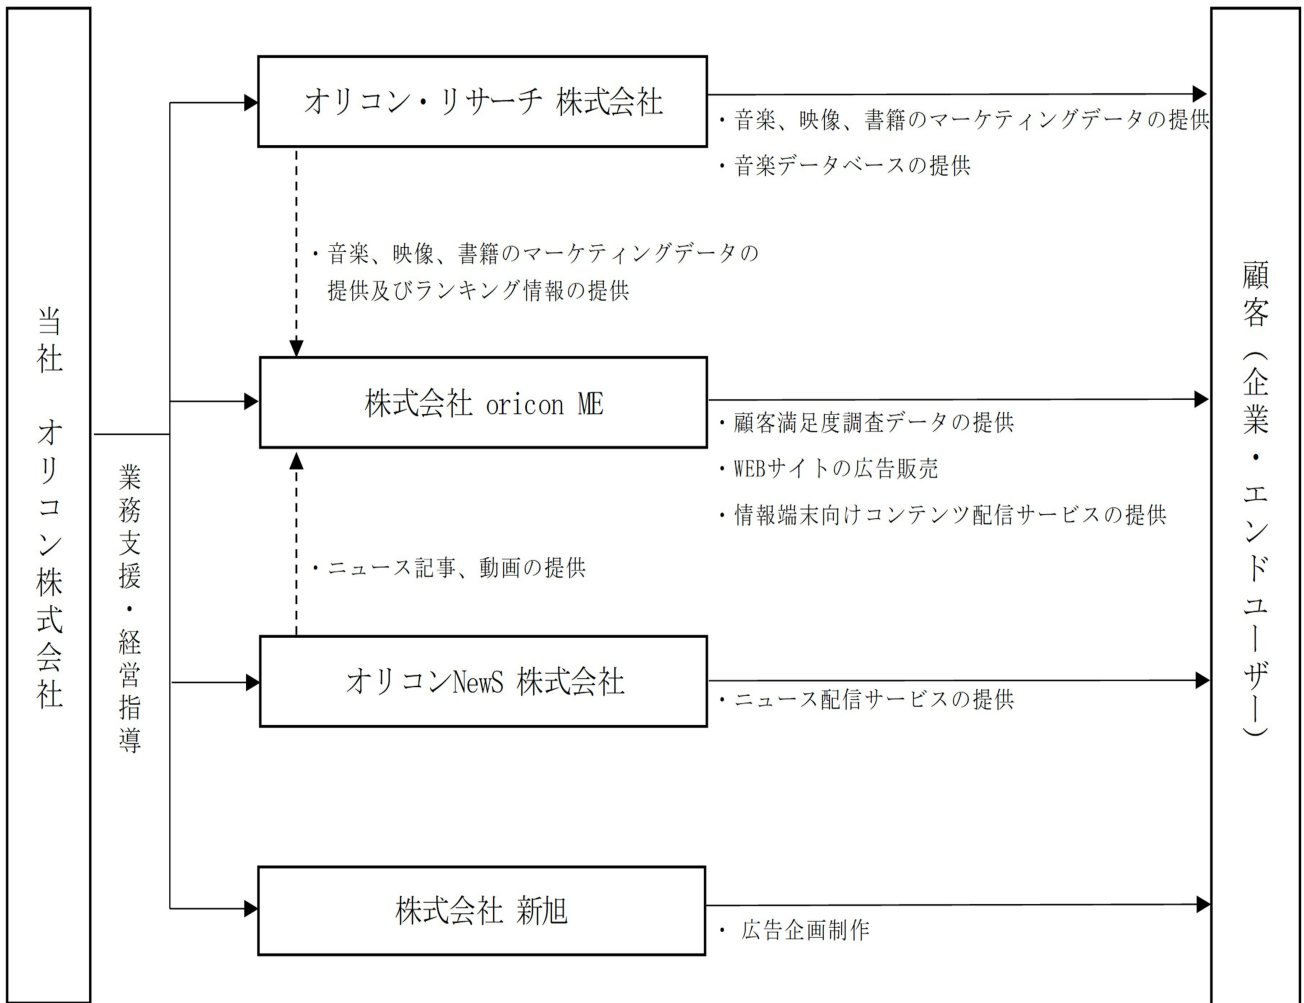 当社　オリコン株式会社
業務支援・経営指導
オリコン・リサーチ 株式会社
・音楽、映像、書籍のマーケティングデータの提供
・音楽データベースの提供
・音楽、映像、書籍のマーケティングデータの
提供及びランキング情報の提供
株式会社 oricon ME
・顧客満足度調査データの提供
・WEBサイトの広告販売
・情報端末向けコンテンツ配信サービスの提供
・ニュース記事、動画の提供
オリコンNewS 株式会社
・ニュース配信サービスの提供
株式会社 新旭
・ 広告企画制作
顧客（企業・エンドユーザー）